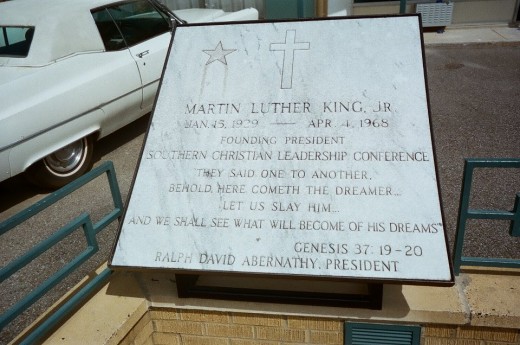 MARTIN LUTHER KING, JR.
JAN. 15, 1929 — APR. 4, 1968
FOUNDING PRESIDENT
SOUTHERN CHRISTIAN LEADERSHIP CONFERENCE
THEY SAID ONE TO ANOTHER,
BEHOLD, HERE COMETH THE DREAMER...
LET US SLAY HIM...
AND WE SHALL SEE WHAT WILL BECOME OF HIS DREAMS"
GENESIS 37: 19-20
RALPH DAVID ABERNATHY, PRESIDENT